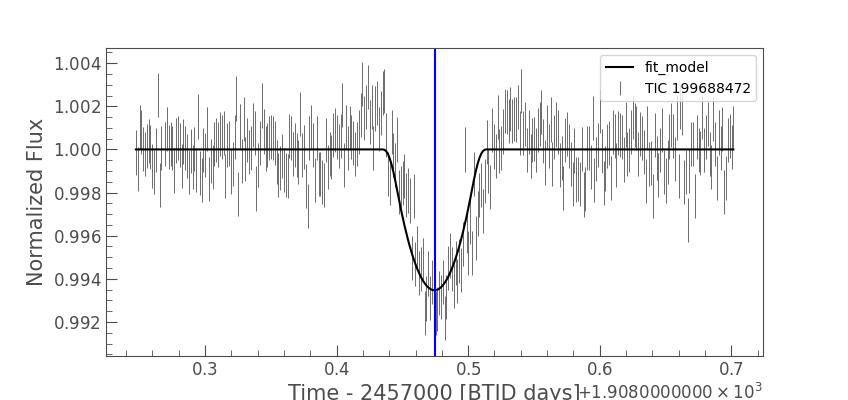 1.004
1.002
1.000
0.998
0.996
0.994
0.992
Normalized Flux
fit_model
TIC 199688472
0.3 0.4 0.5 0.6 0.7
Time - 2457000 [BTJD days]
+1.9080000000 × 10³